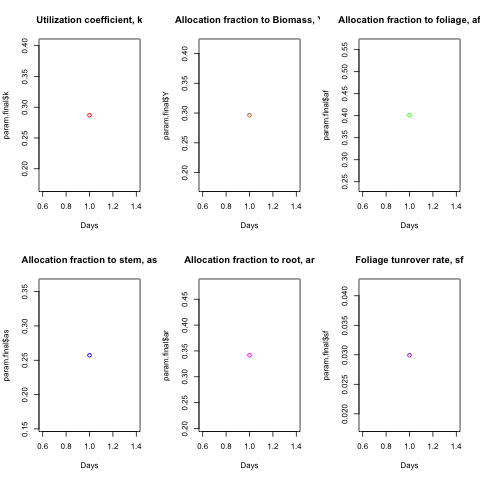 Utilization coefficient, k
param.final$k
0.40
0.30
0.25
0.20
0.6 0.8 1.0 1.2 1.4
Days
Allocation fraction to Biomass,
param.final$Y
0.40
0.35
0.30
0.25
0.20
0.6 0.8 1.0 1.2 1.4
Days
Allocation fraction to foliage, af
param.final$af
0.55
0.50
0.45
0.40
0.35
0.30
0.25
0.6 0.8 1.0 1.2 1.4
Days
Allocation fraction to stem, as
param.final$as
0.35
0.30
0.25
0.20
0.15
0.6 0.8 1.0 1.2 1.4
Days
Allocation fraction to root, ar
param.final$ar
0.45
0.40
0.35
0.30
0.25
0.20
0.6 0.8 1.0 1.2 1.4
Days
Foliage tunrover rate, sf
param.final$sf
0.040
0.035
0.030
0.025
0.020
0.6 0.8 1.0 1.2 1.4
Days